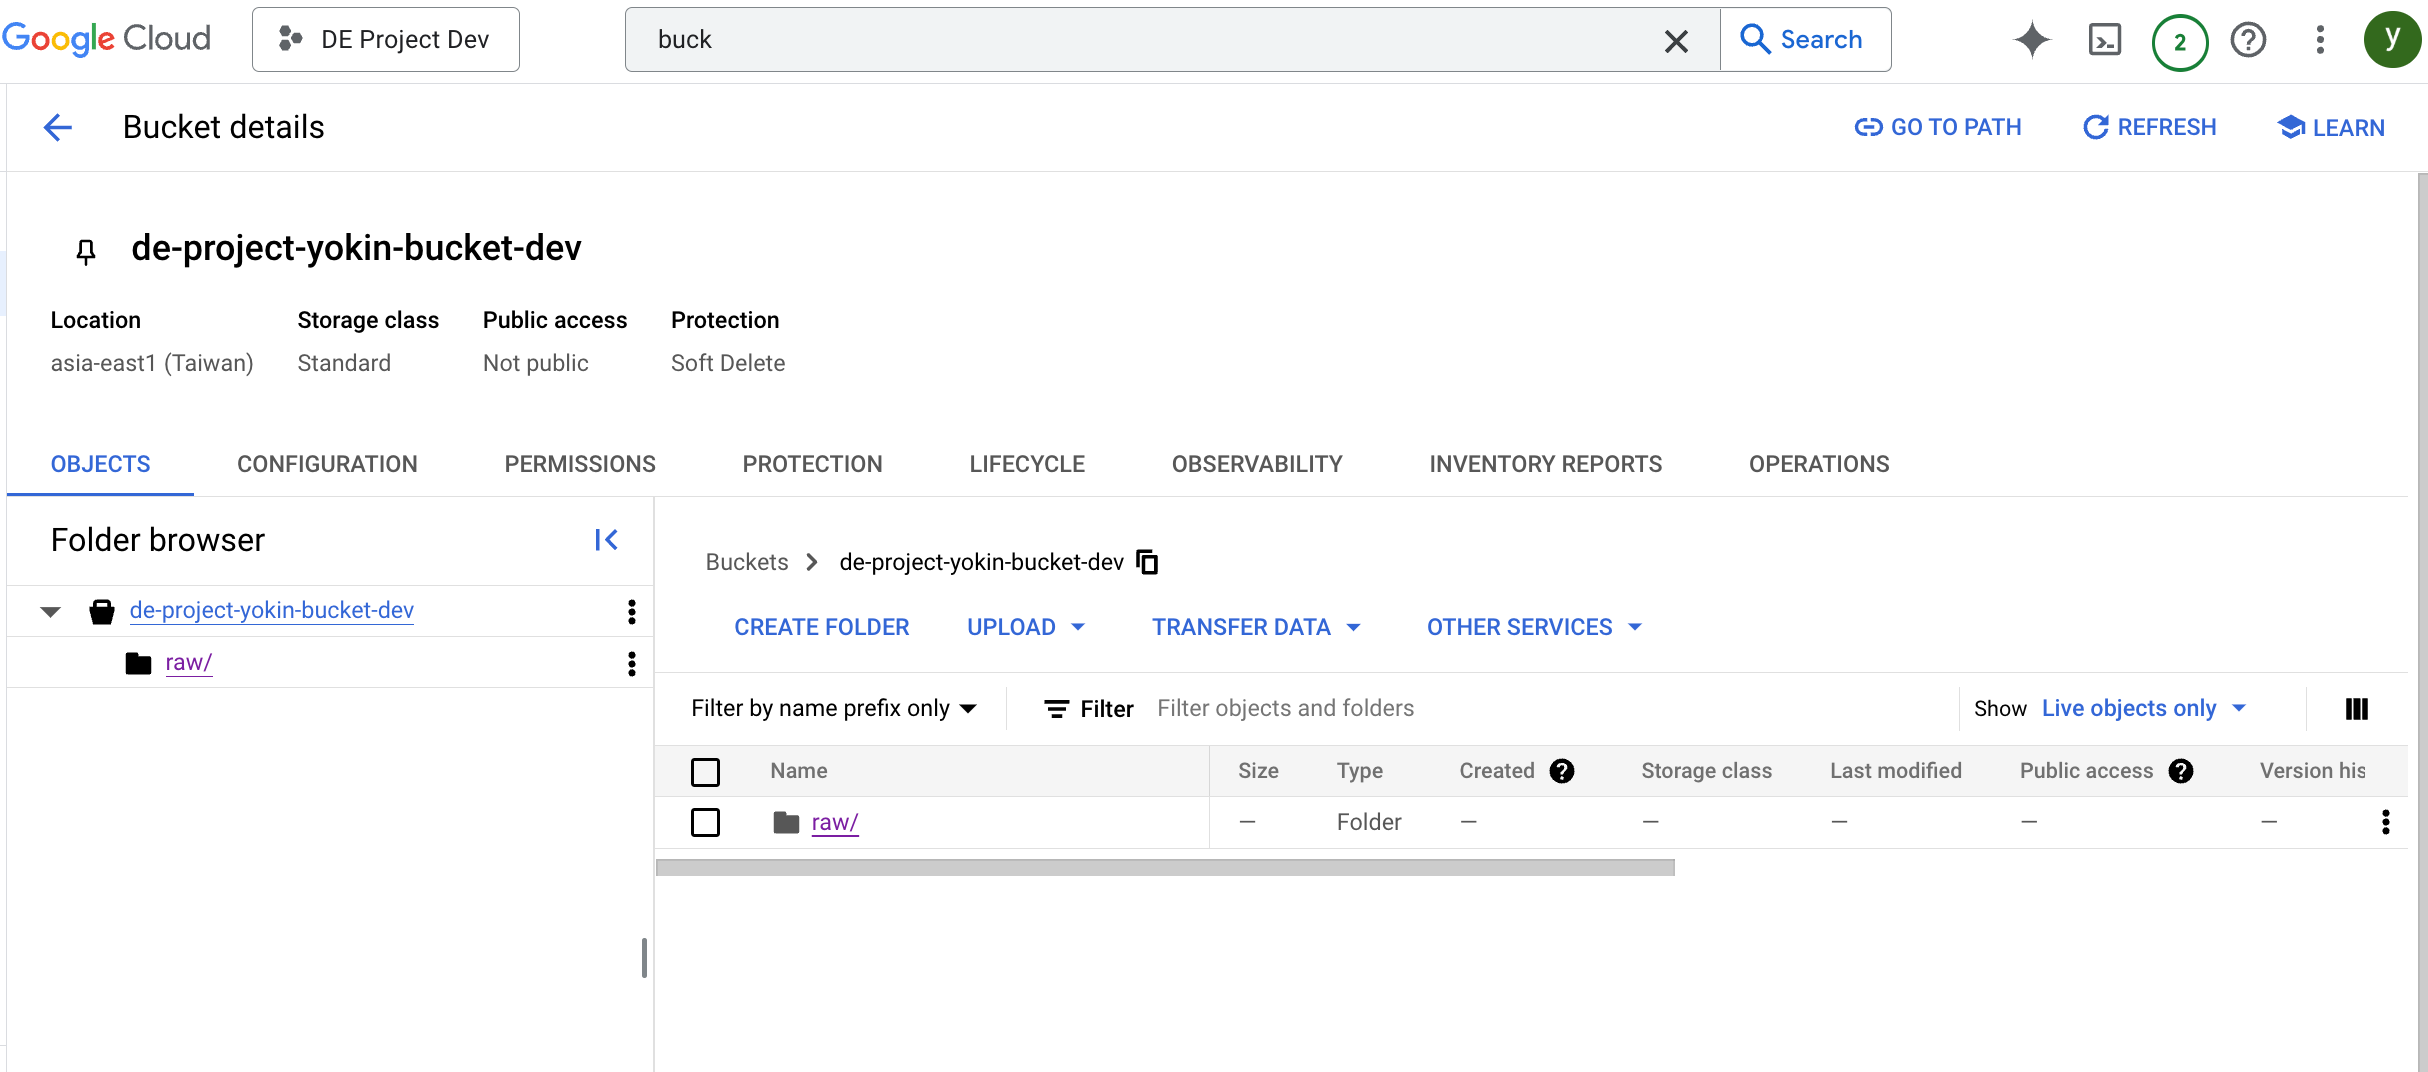 Google Cloud DE Project Dev buck Search 2 y
Bucket details GO TO PATH REFRESH LEARN
de-project-yokin-bucket-dev
Location Storage class Public access Protection
asia-east1 (Taiwan) Standard Not public Soft Delete
OBJECTS CONFIGURATION PERMISSIONS PROTECTION LIFECYCLE OBSERVABILITY INVENTORY REPORTS OPERATIONS
Folder browser
de-project-yokin-bucket-dev
raw/
Buckets > de-project-yokin-bucket-dev
CREATE FOLDER UPLOAD TRANSFER DATA OTHER SERVICES
Filter by name prefix only Filter Filter objects and folders Show Live objects only
Name Size Type Created Storage class Last modified Public access Version his
raw/ — Folder — — — — —